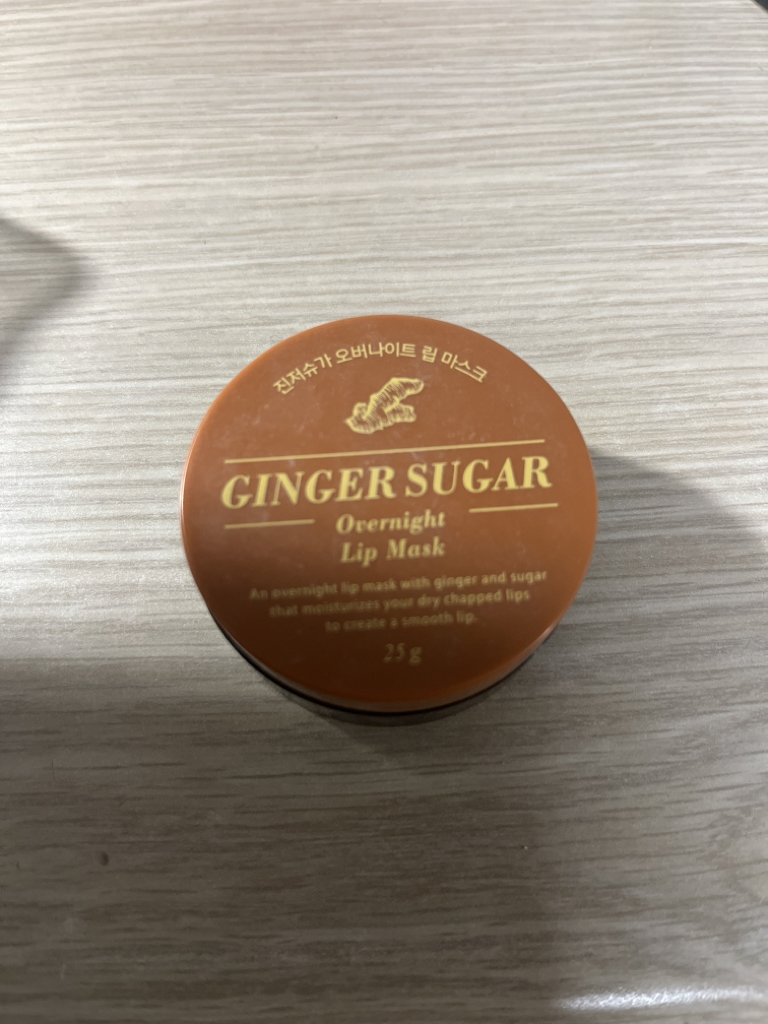 진저슈가 오버나이트 립 마스크
GINGER SUGAR
Overnight
Lip Mask
An overnight lip mask with ginger and sugar
that moisturizes your dry chapped lips
to create a smooth lip.
25 g